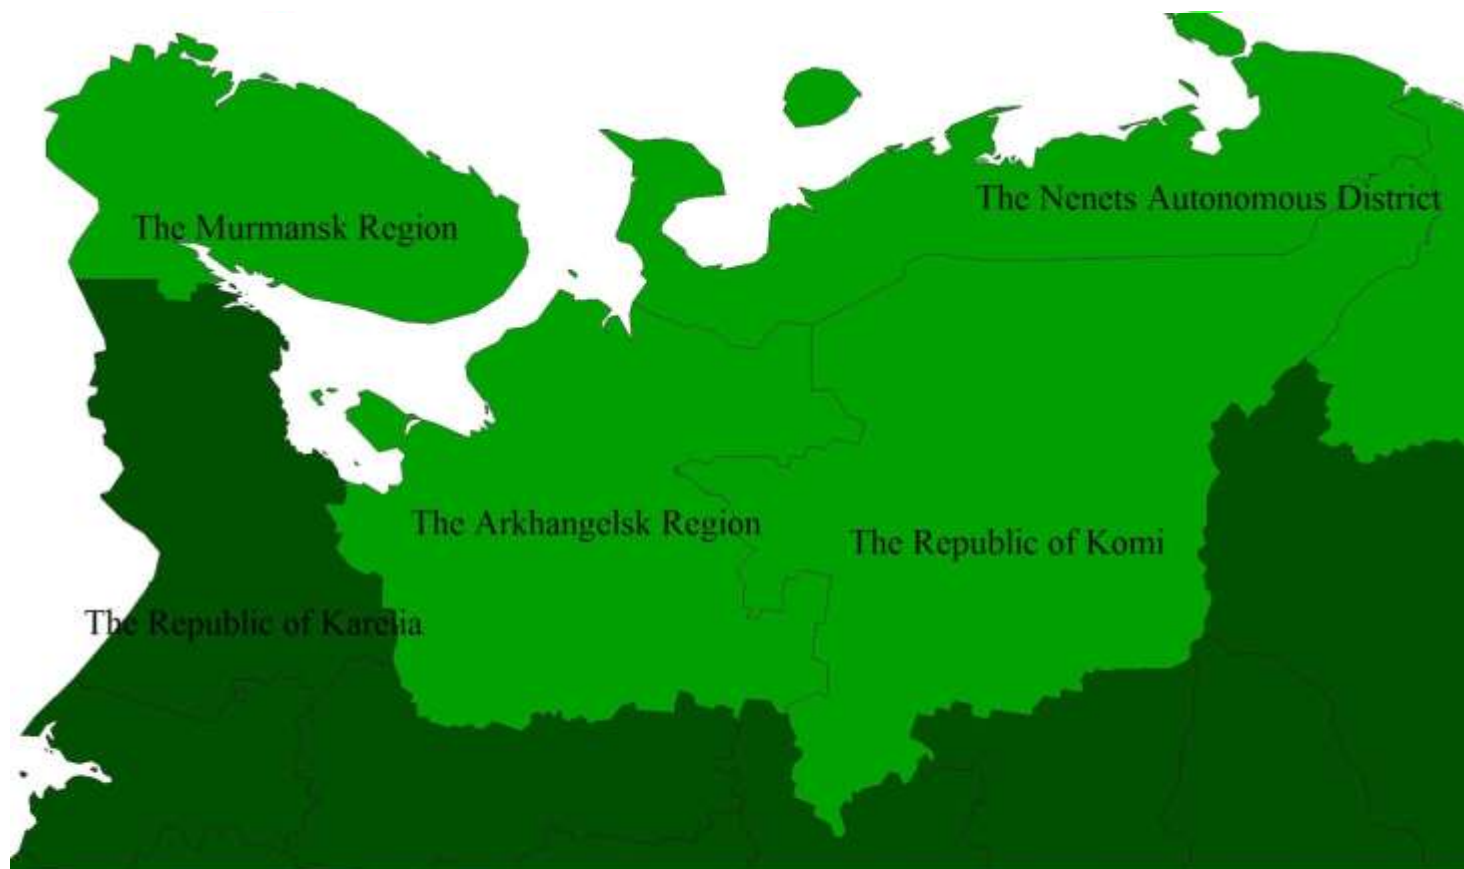 The Nenets Autonomous District
The Murmansk Region
The Arkhangelsk Region
The Republic of Komi
The Republic of Karelia